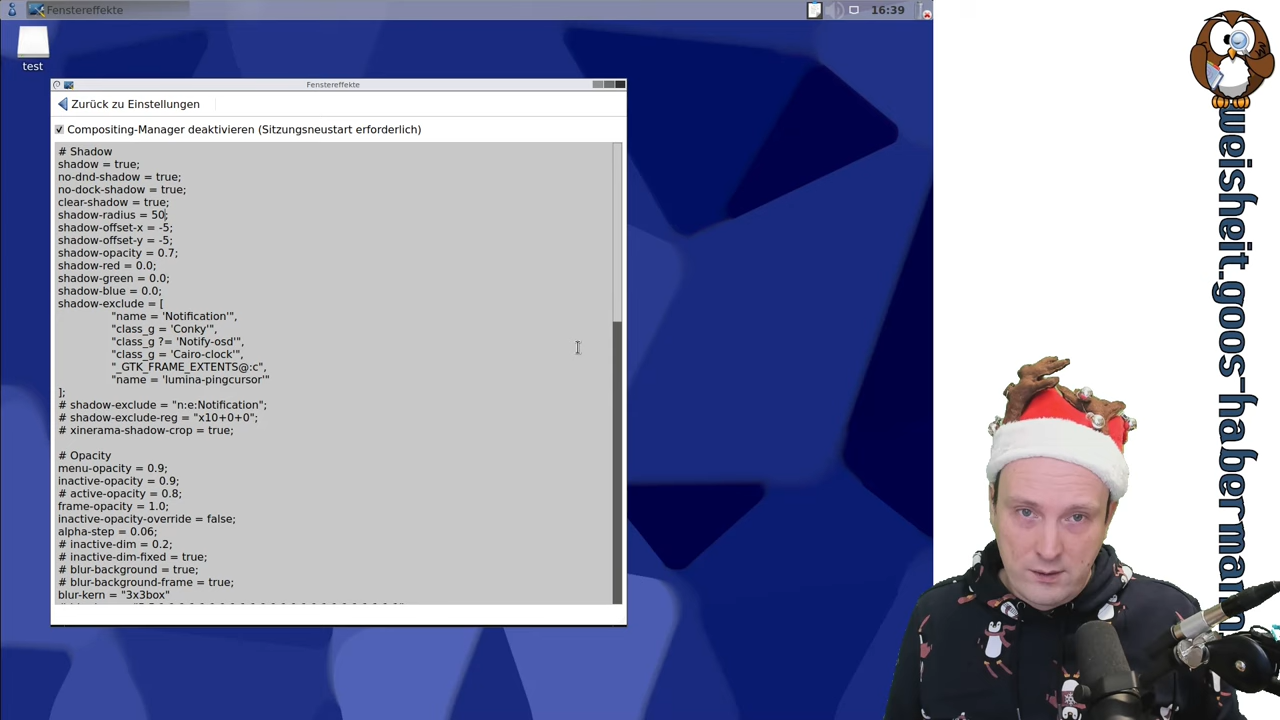 Fenstereffekte
16:39
test
Fenstereffekte
Zurück zu Einstellungen
Compositing-Manager deaktivieren (Sitzungsneustart erforderlich)
# Shadow
shadow = true;
no-dnd-shadow = true;
no-dock-shadow = true;
clear-shadow = true;
shadow-radius = 50;
shadow-offset-x = -5;
shadow-offset-y = -5;
shadow-opacity = 0.7;
shadow-red = 0.0;
shadow-green = 0.0;
shadow-blue = 0.0;
shadow-exclude = [
"name = 'Notification'",
"class_g = 'Conky'",
"class_g ?= 'Notify-osd'",
"class_g = 'Cairo-clock'",
"_GTK_FRAME_EXTENTS@:c",
"name = 'lumina-pingcursor'"
];
# shadow-exclude = "n:e:Notification";
# shadow-exclude-reg = "x10+0+0";
# xinerama-shadow-crop = true;
# Opacity
menu-opacity = 0.9;
inactive-opacity = 0.9;
# active-opacity = 0.8;
frame-opacity = 1.0;
inactive-opacity-override = false;
alpha-step = 0.06;
# inactive-dim = 0.2;
# inactive-dim-fixed = true;
# blur-background = true;
# blur-background-frame = true;
blur-kern = "3x3box"
weisheit.goos-habermann